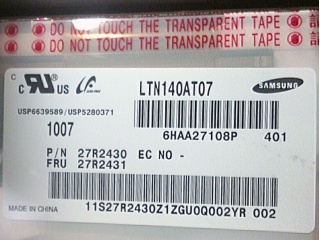 DO NOT TOUCH THE TRANSPARENT TAPE
DO NOT TOUCH THE TRANSPARENT TAPE
C
C US
LTN140AT07
SAMSUNG
USP6639589/USP5280371
1007
6HAA27108P 401
P/N 27R2430 EC NO -
FRU 27R2431
MADE IN CHINA
11S27R2430Z1ZGU0Q002YR 002